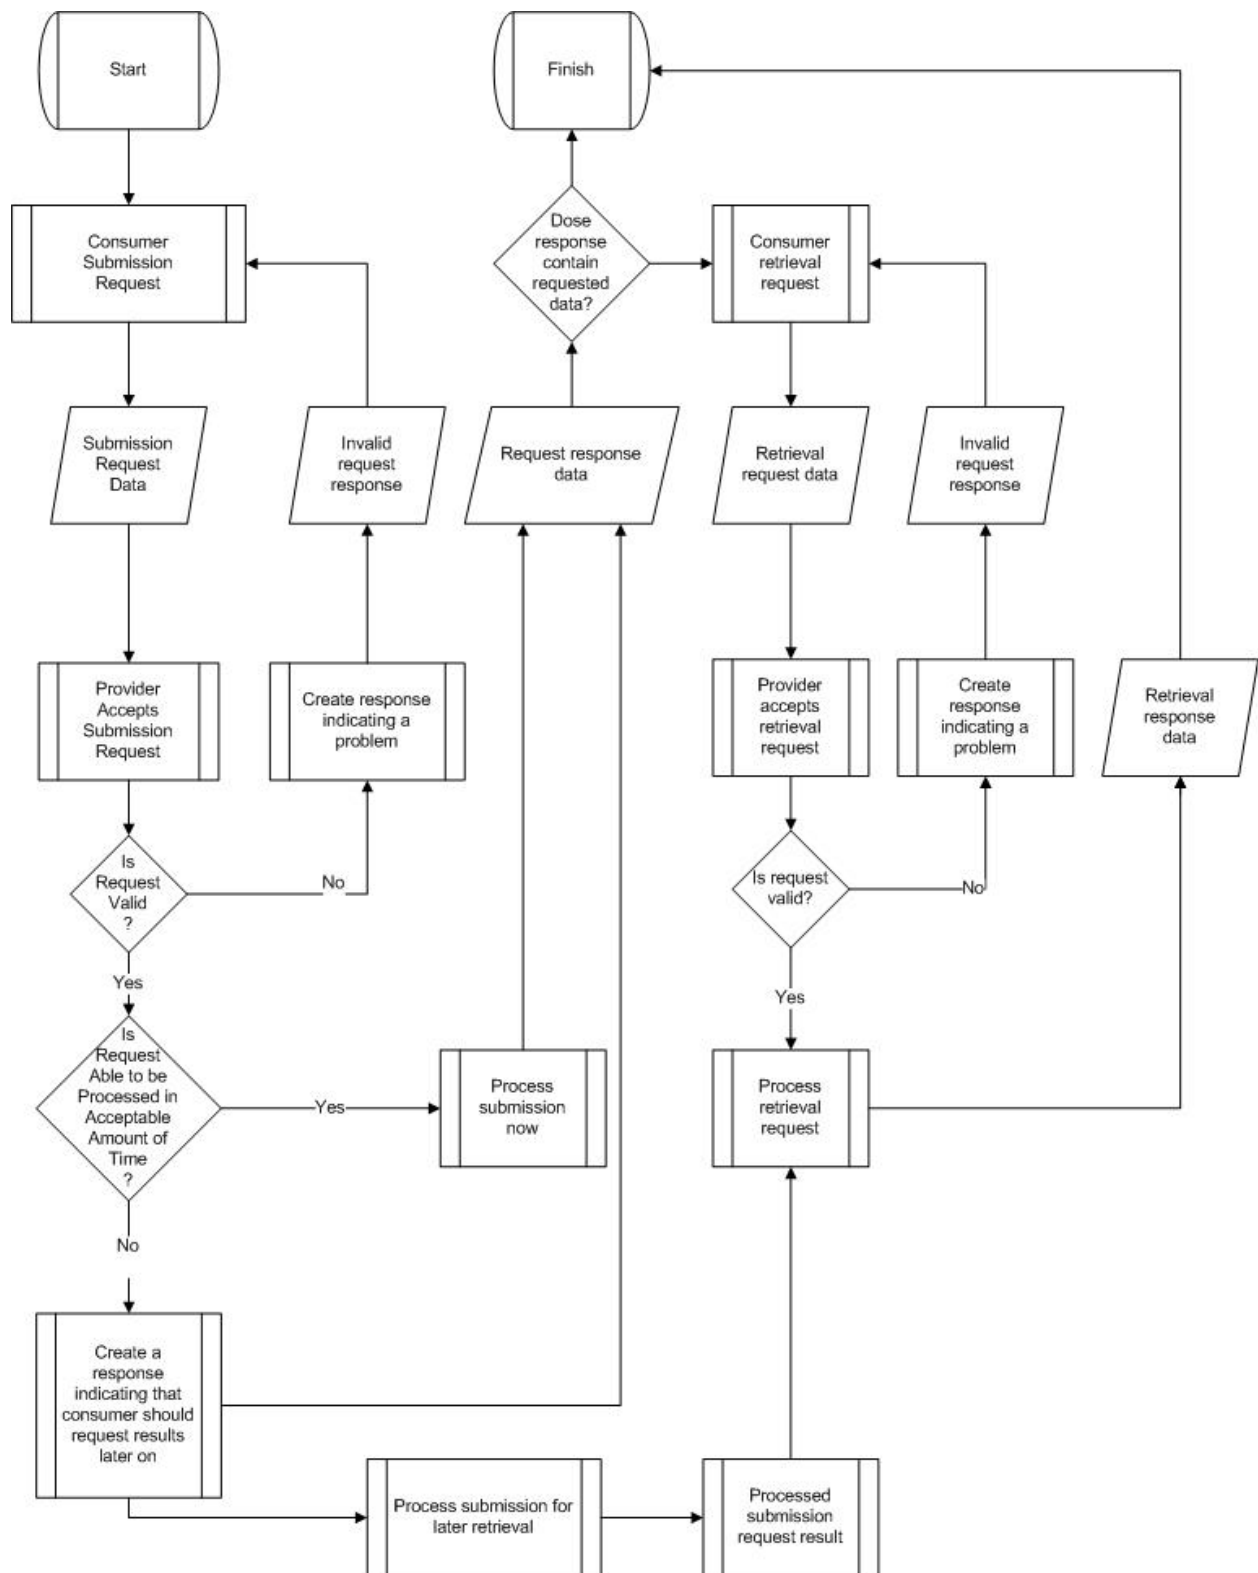 Start
Finish
Consumer
Submission
Request
Dose
response
contain
requested
data?
Consumer
retrieval
request
Submission
Request
Data
Invalid
request
response
Request response
data
Retrieval
request data
Invalid
request
response
Provider
Accepts
Submission
Request
Create response
indicating a
problem
Provider
accepts
retrieval
request
Create
response
indicating a
problem
Retrieval
response
data
Is
Request
Valid
?
No
Is request
valid?
No
Yes
Yes
Is
Request
Able to be
Processed in
Acceptable
Amount of
Time
?
Yes
Process
submission
now
Process
retrieval
request
No
Create a
response
indicating that
consumer should
request results
later on
Process submission for
later retrieval
Processed
submission
request result